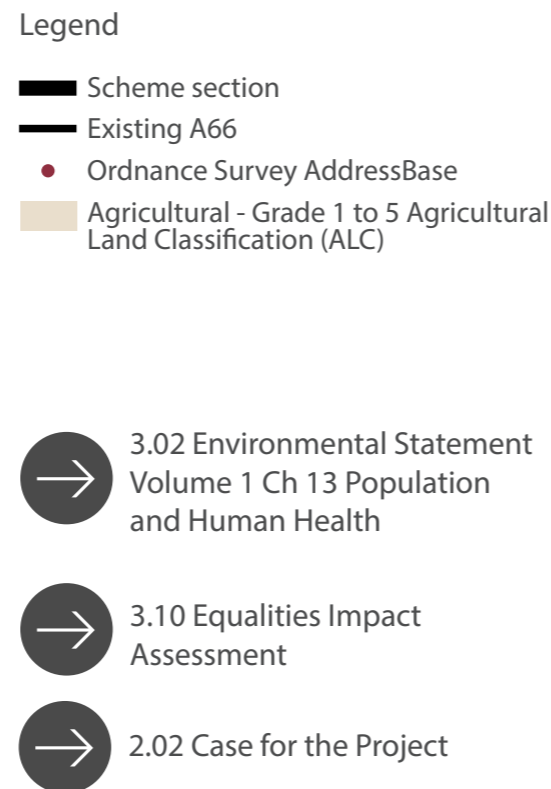 Legend
Scheme section
Existing A66
Ordnance Survey AddressBase
Agricultural - Grade 1 to 5 Agricultural
Land Classification (ALC)
3.02 Environmental Statement
Volume 1 Ch 13 Population
and Human Health
3.10 Equalities Impact
Assessment
2.02 Case for the Project